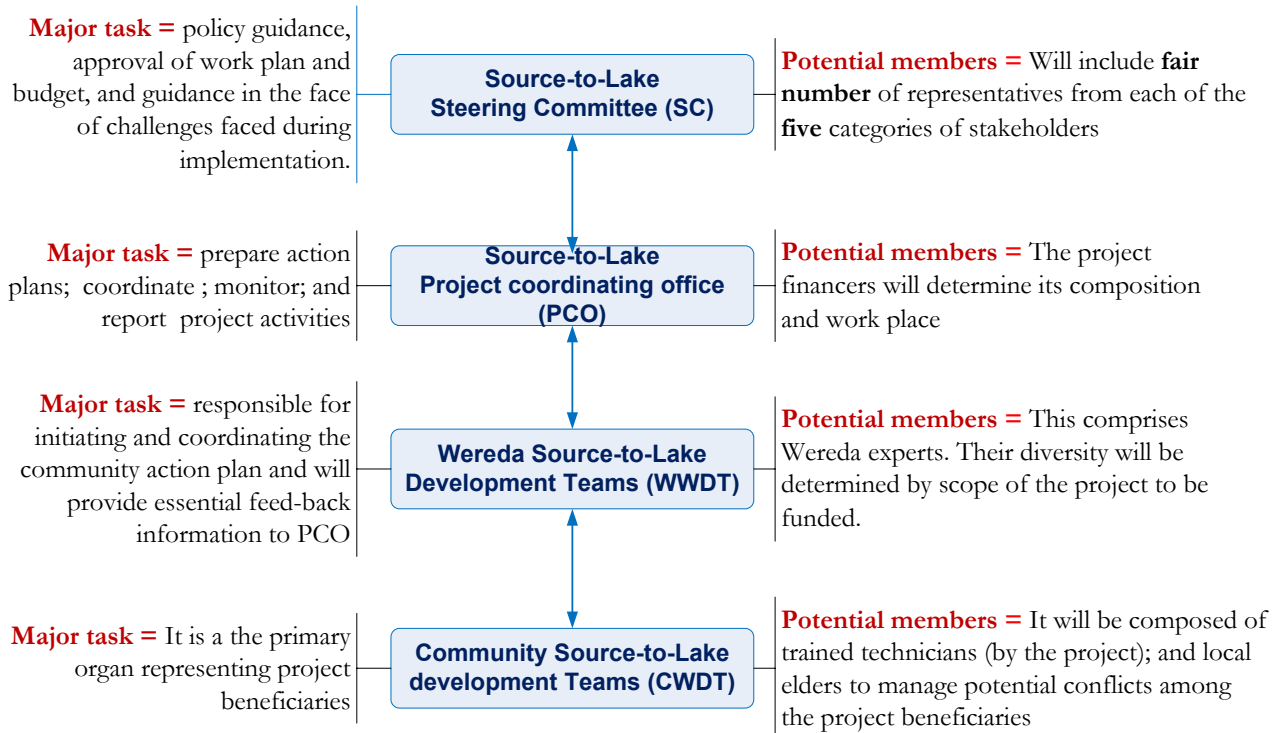 Major task = policy guidance,
approval of work plan and
budget, and guidance in the face
of challenges faced during
implementation.
Source-to-Lake
Steering Committee (SC)
Potential members = Will include fair
number of representatives from each of the
five categories of stakeholders
Major task = prepare action
plans; coordinate ; monitor; and
report project activities
Source-to-Lake
Project coordinating office
(PCO)
Potential members = The project
financers will determine its composition
and work place
Major task = responsible for
initiating and coordinating the
community action plan and will
provide essential feed-back
information to PCO
Wereda Source-to-Lake
Development Teams (WWDT)
Potential members = This comprises
Wereda experts. Their diversity will be
determined by scope of the project to be
funded.
Major task = It is a the primary
organ representing project
beneficiaries
Community Source-to-Lake
development Teams (CWDT)
Potential members = It will be composed of
trained technicians (by the project); and local
elders to manage potential conflicts among
the project beneficiaries